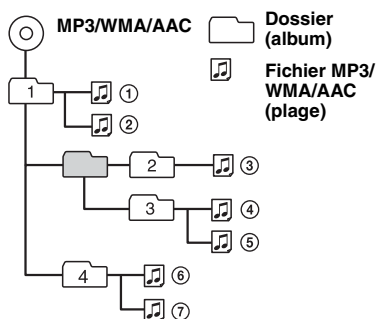 MP3/WMA/AAC
Dossier
(album)
Fichier MP3/
WMA/AAC
(plage)
1
①
②
2
③
3
④
⑤
4
⑥
⑦